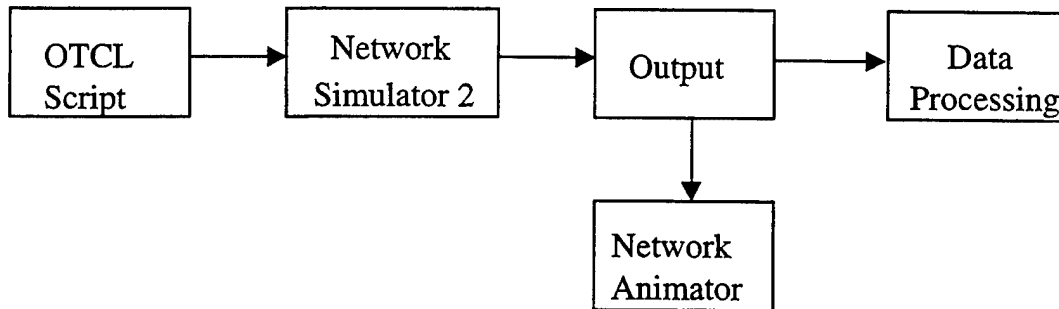 OTCL
Script
Network
Simulator 2
Output
Data
Processing
Network
Animator